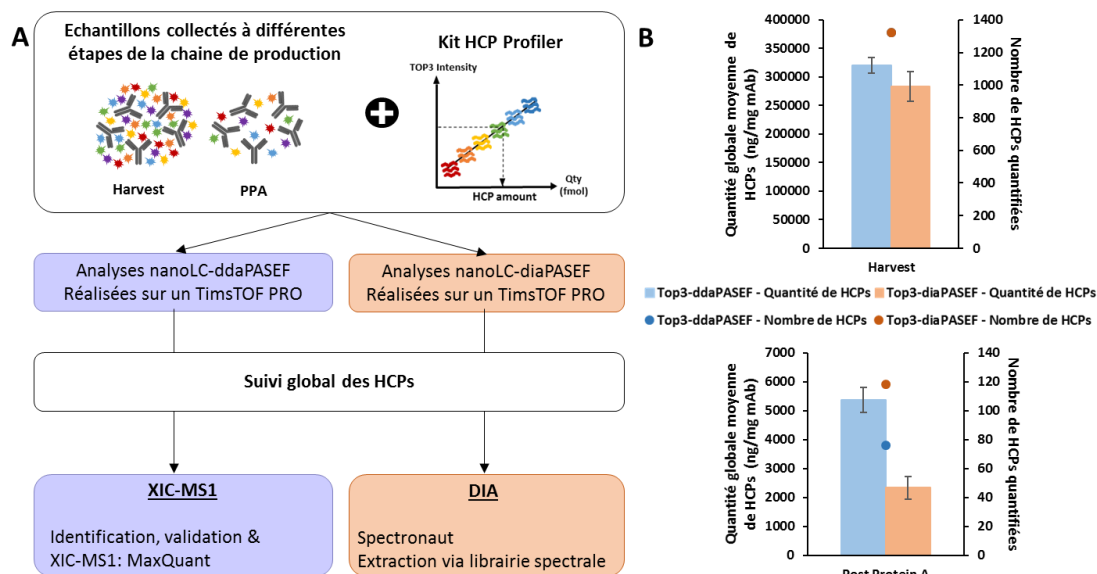 A
Echantillons collectés à différentes
étapes de la chaine de production
Harvest
PPA
Kit HCP Profiler
TOP3 Intensity
Qty
(fmol)
HCP amount
Analyses nanoLC-ddaPASEF
Réalisées sur un TimsTOF PRO
Analyses nanoLC-diaPASEF
Réalisées sur un TimsTOF PRO
Suivi global des HCPs
XIC-MS1
Identification, validation &
XIC-MS1: MaxQuant
DIA
Spectronaut
Extraction via librairie spectrale
B
Quantité globale moyenne de
HCPs (ng/mg mAb)
400000
350000
300000
250000
200000
150000
100000
50000
0
1400
1200
1000
800
600
400
200
0
Nombre de HCPs quantifiées
Harvest
Top3-ddaPASEF - Quantité de HCPs
Top3-diaPASEF - Quantité de HCPs
Top3-ddaPASEF - Nombre de HCPs
Top3-diaPASEF - Nombre de HCPs
Quantité globale moyenne
de HCPs (ng/mg mAb)
7000
6000
5000
4000
3000
2000
1000
0
140
120
100
80
60
40
20
0
Nombre de HCPs quantifiées
Post Protein A